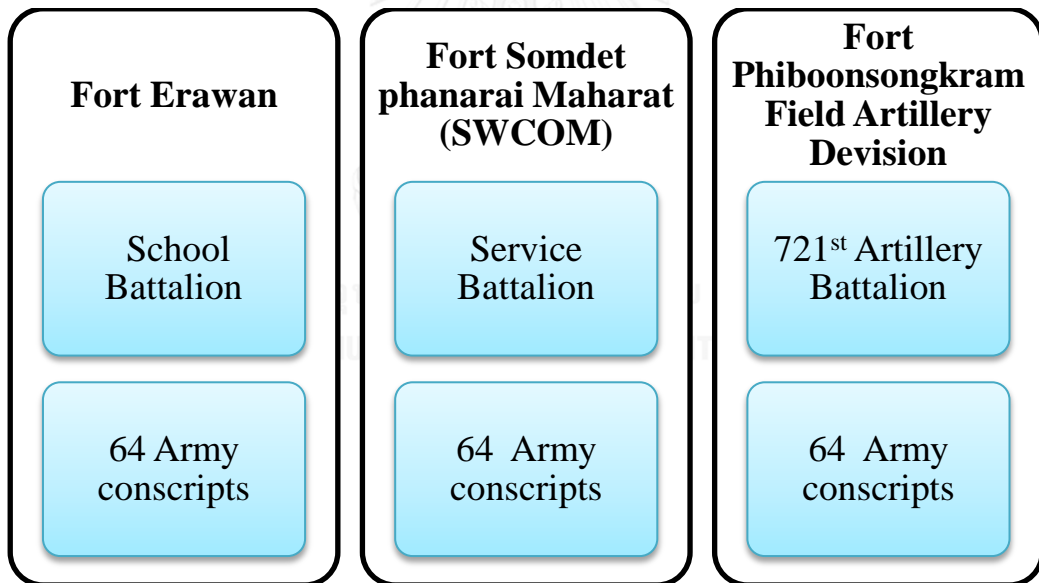 Fort Erawan
School
Battalion
64 Army
conscripts
Fort Somdet
phanarai Maharat
(SWCOM)
Service
Battalion
64 Army
conscripts
Fort
Phiboonsongkram
Field Artillery
Devision
721st Artillery
Battalion
64 Army
conscripts